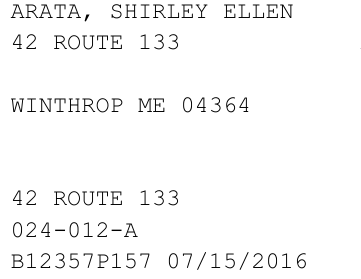 ARATA, SHIRLEY ELLEN
42 ROUTE 133
WINTHROP ME 04364
42 ROUTE 133
024-012-A
B12357P157 07/15/2016